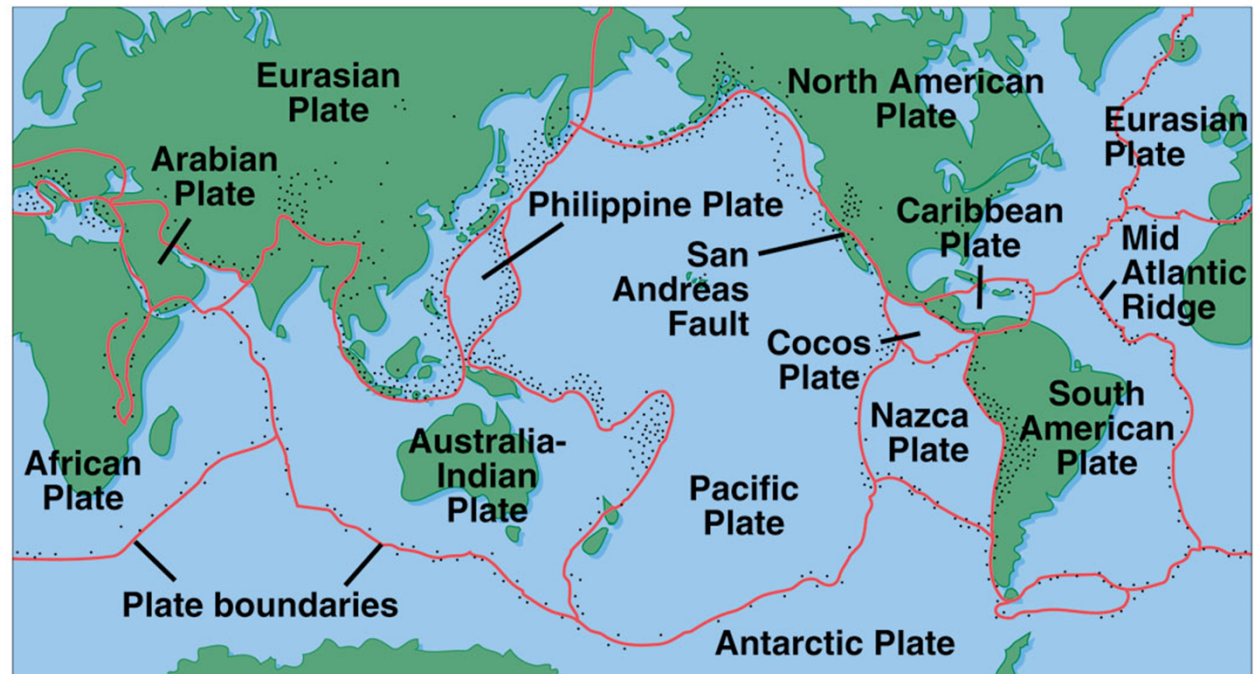 Eurasian
Plate
North American
Plate
Eurasian
Plate
Arabian
Plate
Philippine Plate
Caribbean
Plate
San
Andreas
Fault
Mid
Atlantic
Ridge
Cocos
Plate
Nazca
Plate
South
American
Plate
African
Plate
Australia-
Indian
Plate
Pacific
Plate
Plate boundaries
Antarctic Plate